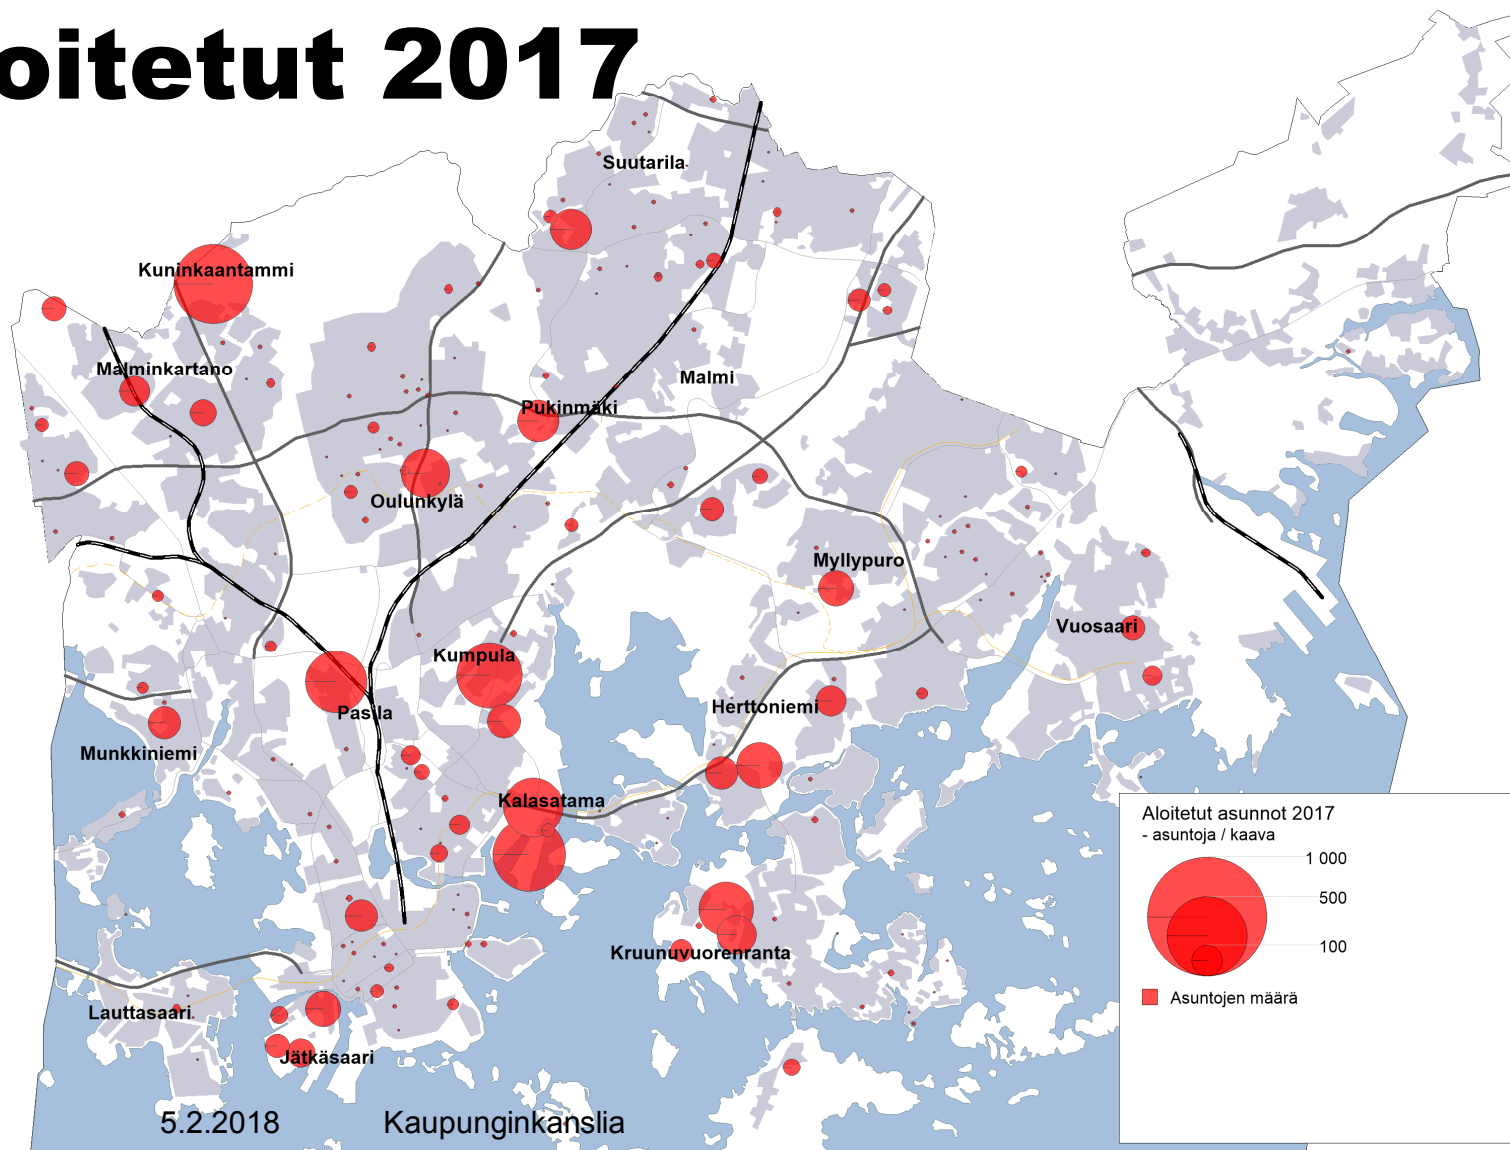 oitetut 2017
Suutarila
Kuninkaantammi
Malminkartano
Malmi
Pukinmäki
Oulunkylä
Myllypuro
Vuosaari
Kumpula
Herttoniemi
Pasila
Munkkiniemi
Kalasatama
Kruunuvuorenranta
Lauttasaari
Jätkäsaari
Aloitetut asunnot 2017
- asuntoja / kaava
1 000
500
100
Asuntojen määrä
5.2.2018
Kaupunginkanslia